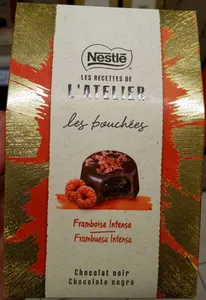 Nestlé
LES RECETTES DE
L'ATELIER
les bouchées
Framboise Intense
Frambuesa Intensa
Chocolat noir
Chocolate negro